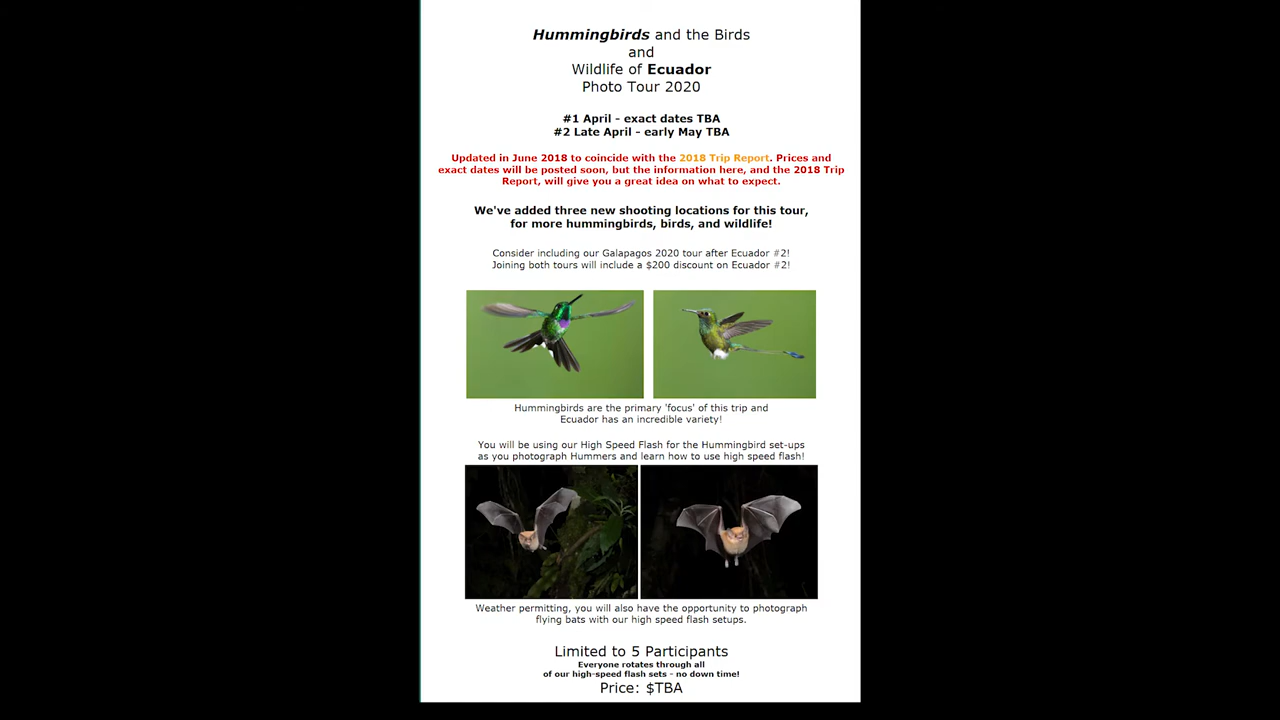 Hummingbirds and the Birds
and
Wildlife of Ecuador
Photo Tour 2020
#1 April - exact dates TBA
#2 Late April - early May TBA
Updated in June 2018 to coincide with the 2018 Trip Report. Prices and
exact dates will be posted soon, but the information here, and the 2018 Trip
Report, will give you a great idea on what to expect.
We've added three new shooting locations for this tour,
for more hummingbirds, birds, and wildlife!
Consider including our Galapagos 2020 tour after Ecuador #2!
Joining both tours will include a $200 discount on Ecuador #2!
Hummingbirds are the primary 'focus' of this trip and
Ecuador has an incredible variety!
You will be using our High Speed Flash for the Hummingbird set-ups
as you photograph Hummers and learn how to use high speed flash!
Weather permitting, you will also have the opportunity to photograph
flying bats with our high speed flash setups.
Limited to 5 Participants
Everyone rotates through all
of our high-speed flash sets - no down time!
Price: $TBA